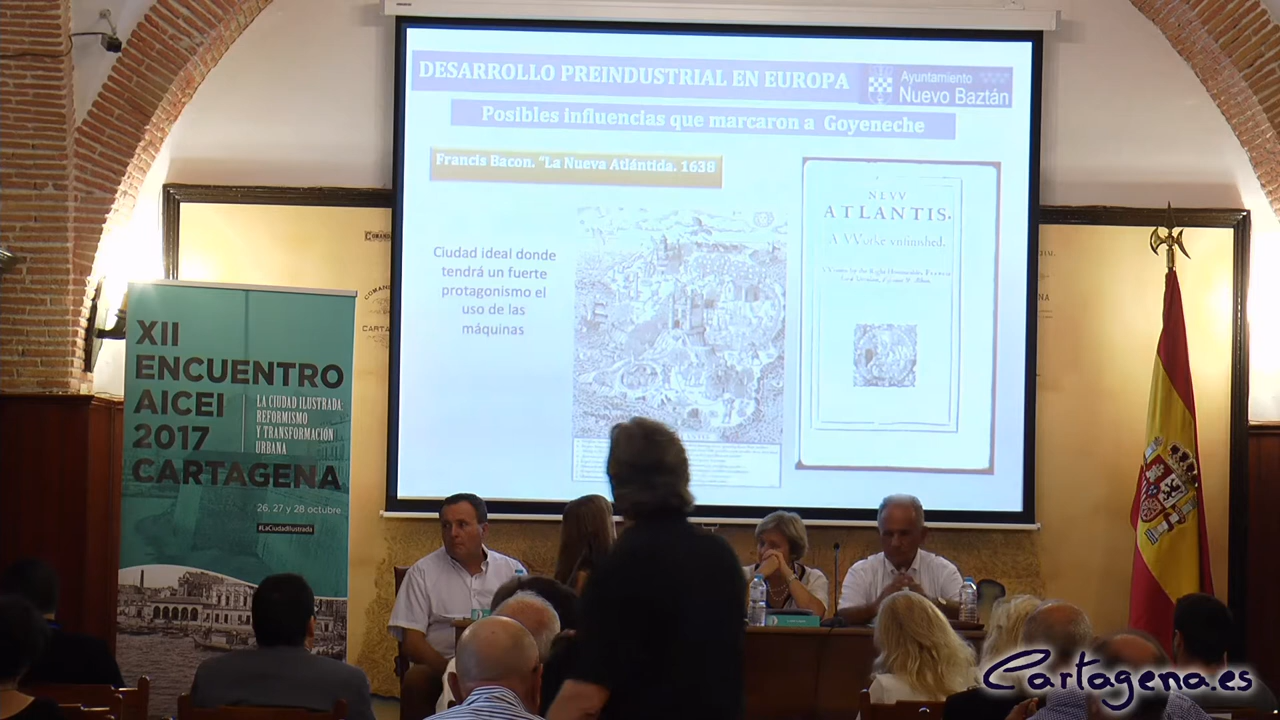 DESARROLLO PREINDUSTRIAL EN EUROPA
Ayuntamiento
Nuevo Baztán
Posibles influencias que marcaron a Goyeneche
Francis Bacon. "La Nueva Atlántida. 1638
Ciudad ideal donde
tendrá un fuerte
protagonismo el
uso de las
máquinas
NEVV
ATLANTIS.
A VVorke vnfinished.
XII
ENCUENTRO
AICEI
2017
CARTAGENA
LA CIUDAD ILUSTRADA:
REFORMISMO
Y TRANSFORMACIÓN
URBANA
26, 27 y 28 octubre
#LaCiudadIlustrada
Cartagena.es